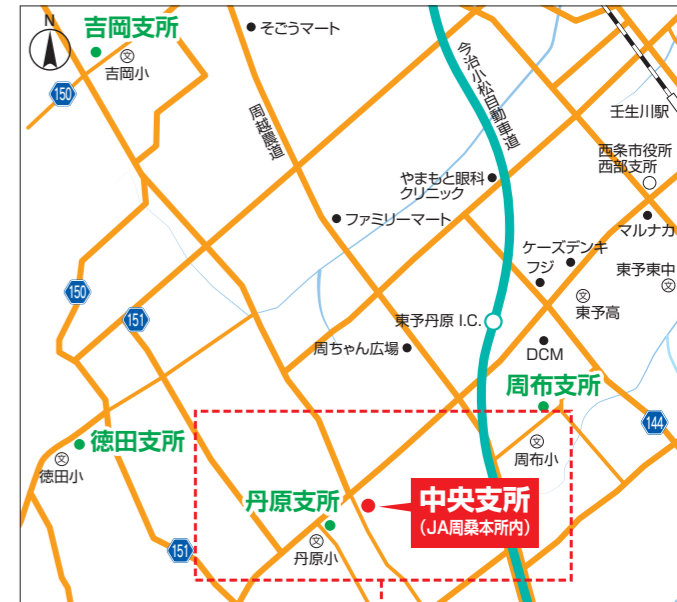 N
吉岡支所
吉岡小
文
150
そごうマート
周越農道
今治小松自動車道
壬生川駅
西条市役所
西部支所
やまもと眼科
クリニック
ファミリーマート
マルナカ
ケーズデンキ
フジ
東予東中
文
文
東予高
150
151
東予丹原 I.C.
周ちゃん広場
DCM
周布支所
144
徳田支所
文
徳田小
文
周布小
中央支所
(JA周桑本所内)
丹原支所
文
丹原小
151